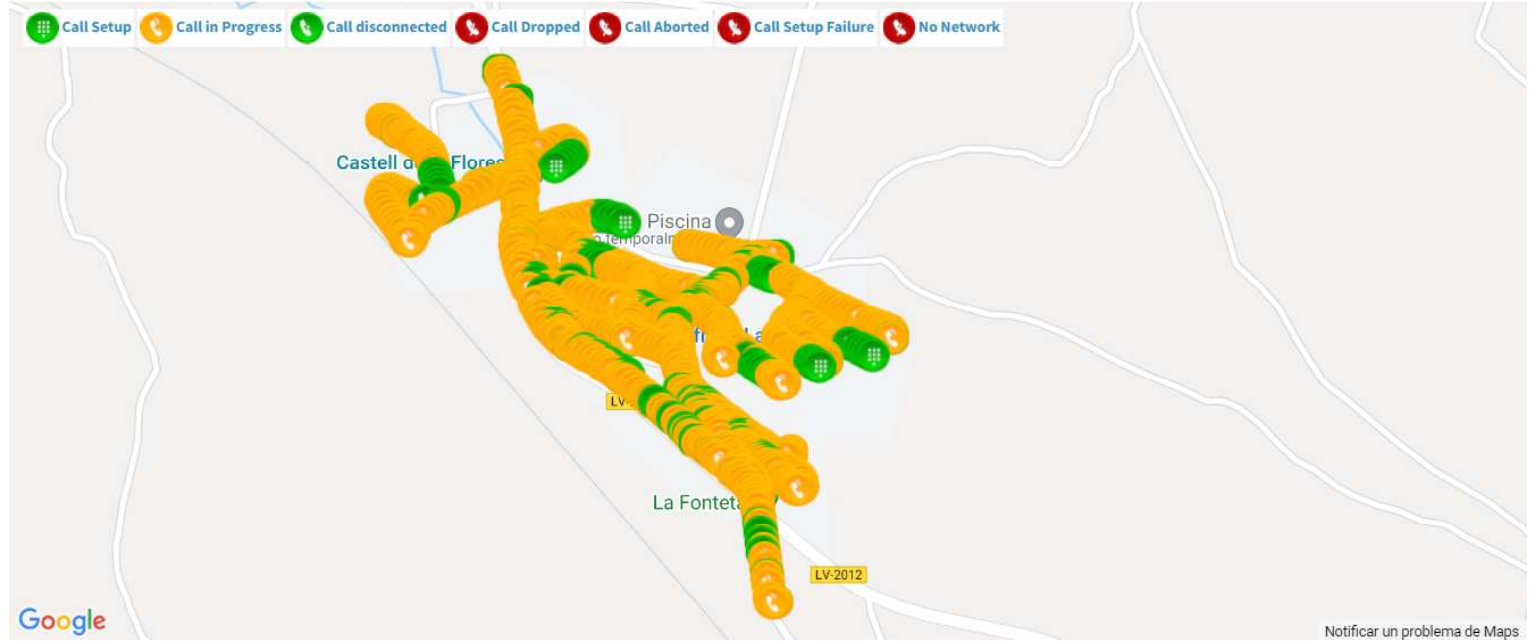 Call Setup Call in Progress Call disconnected Call Dropped Call Aborted Call Setup Failure No Network
Castell Flores
Piscina
LV-
La Fonteta
LV-2012
Google
Notificar un problema de Maps